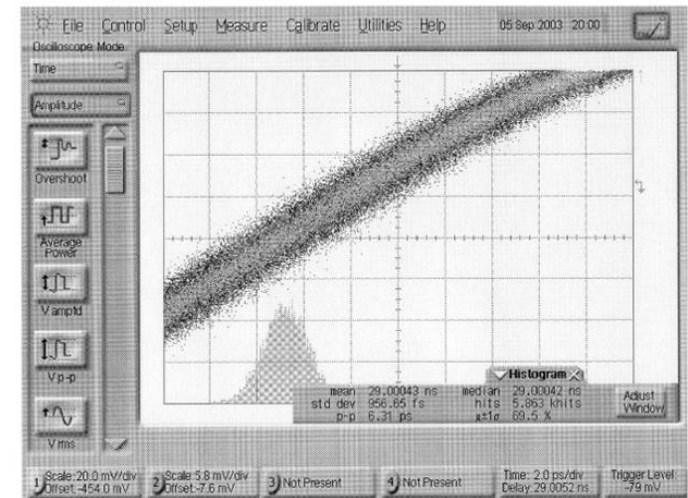 File Control Setup Measure Calibrate Utilities Help 05 Sep 2003 20:00
Oscilloscope Mode
Time
Amplitude
Overshoot
Average
Power
V amptd
V p-p
V rms
Histogram
mean 29.00043 ns median 29.00042 ns
std dev 956.65 fs hits 5.863 khits
p-p 6.31 ps μ±1σ 69.5 %
Adjust
Window
1 Scale:20.0 mV/div
Offset:-454.0 mV
2 Scale:5.8 mV/div
Offset:-7.6 mV
3 Not Present
4 Not Present
Time: 2.0 ps/div
Delay:29.0052 ns
Trigger Level:
-79 mV